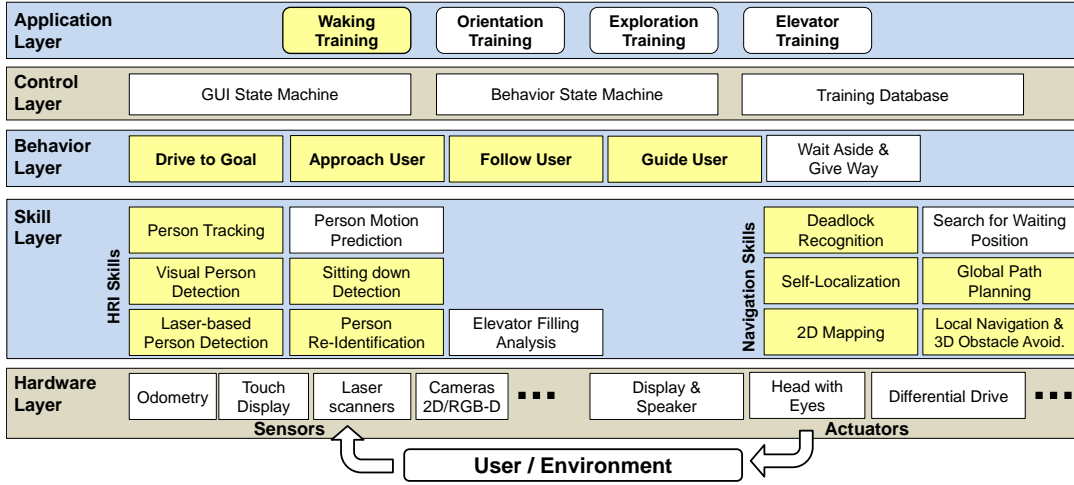 Application
Layer
Waking
Training
Orientation
Training
Exploration
Training
Elevator
Training
Control
Layer
GUI State Machine
Behavior State Machine
Training Database
Behavior
Layer
Drive to Goal
Approach User
Follow User
Guide User
Wait Aside &
Give Way
Skill
Layer
HRI Skills
Person Tracking
Person Motion
Prediction
Visual Person
Detection
Sitting down
Detection
Laser-based
Person Detection
Person
Re-Identification
Elevator Filling
Analysis
Navigation Skills
Deadlock
Recognition
Search for Waiting
Position
Self-Localization
Global Path
Planning
2D Mapping
Local Navigation &
3D Obstacle Avoid.
Hardware
Layer
Odometry
Touch
Display
Laser
scanners
Cameras
2D/RGB-D
...
Display &
Speaker
Head with
Eyes
Differential Drive
...
Sensors
Actuators
User / Environment